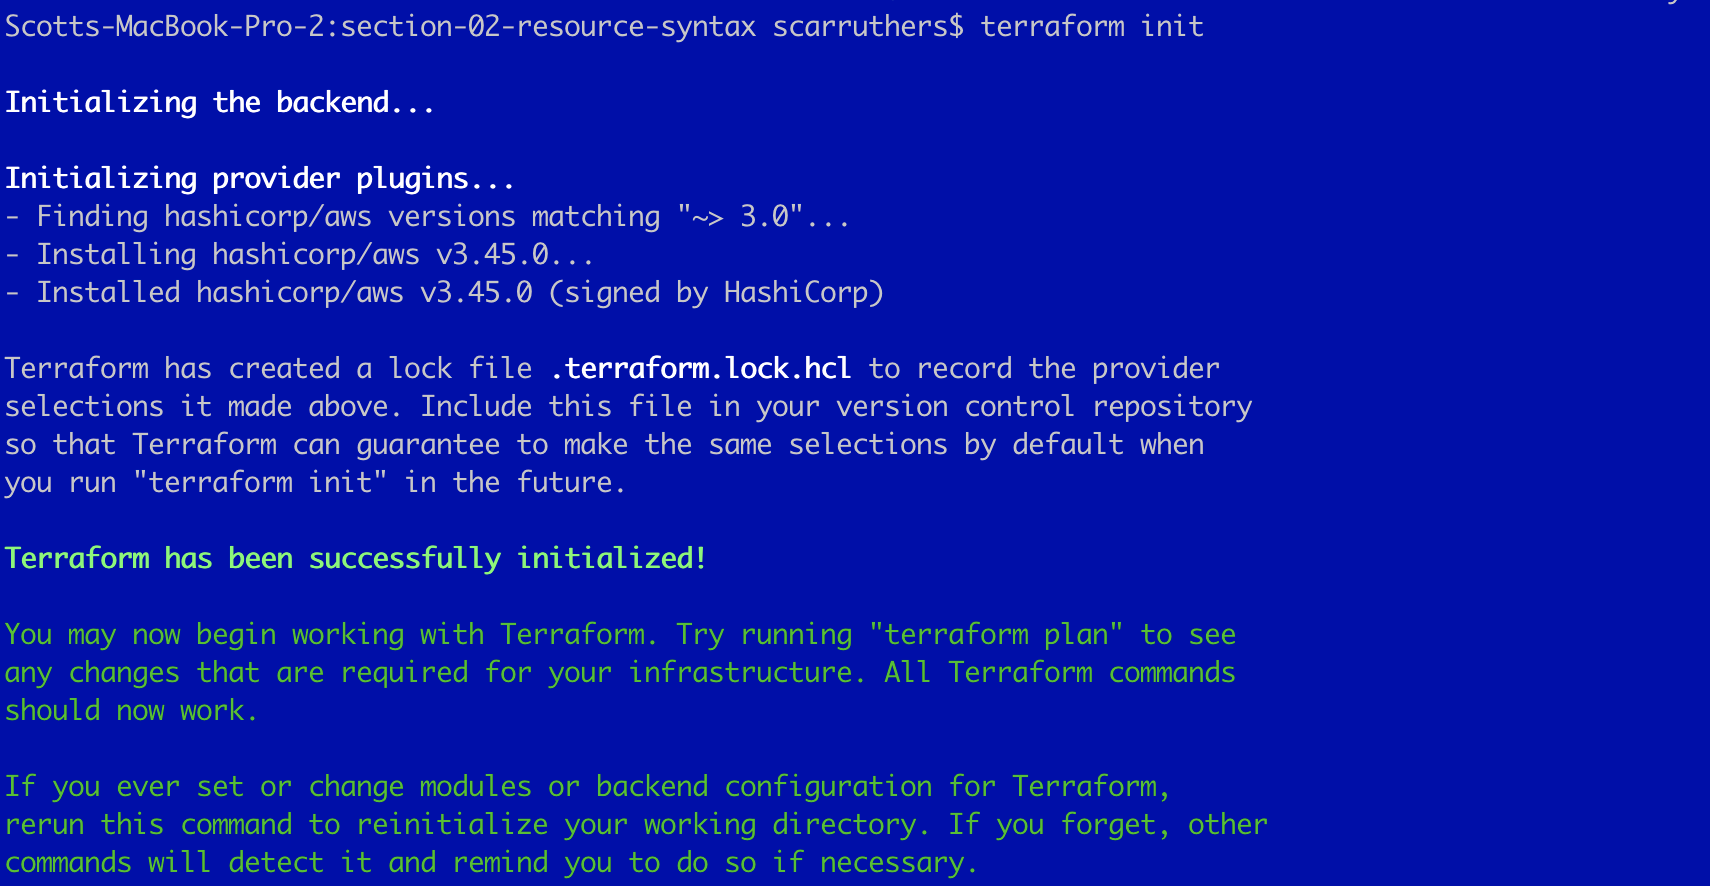 Scotts-MacBook-Pro-2:section-02-resource-syntax scarruthers$ terraform init
Initializing the backend...
Initializing provider plugins...
- Finding hashicorp/aws versions matching "~> 3.0"...
- Installing hashicorp/aws v3.45.0...
- Installed hashicorp/aws v3.45.0 (signed by HashiCorp)
Terraform has created a lock file .terraform.lock.hcl to record the provider
selections it made above. Include this file in your version control repository
so that Terraform can guarantee to make the same selections by default when
you run "terraform init" in the future.
Terraform has been successfully initialized!
You may now begin working with Terraform. Try running "terraform plan" to see
any changes that are required for your infrastructure. All Terraform commands
should now work.
If you ever set or change modules or backend configuration for Terraform,
rerun this command to reinitialize your working directory. If you forget, other
commands will detect it and remind you to do so if necessary.